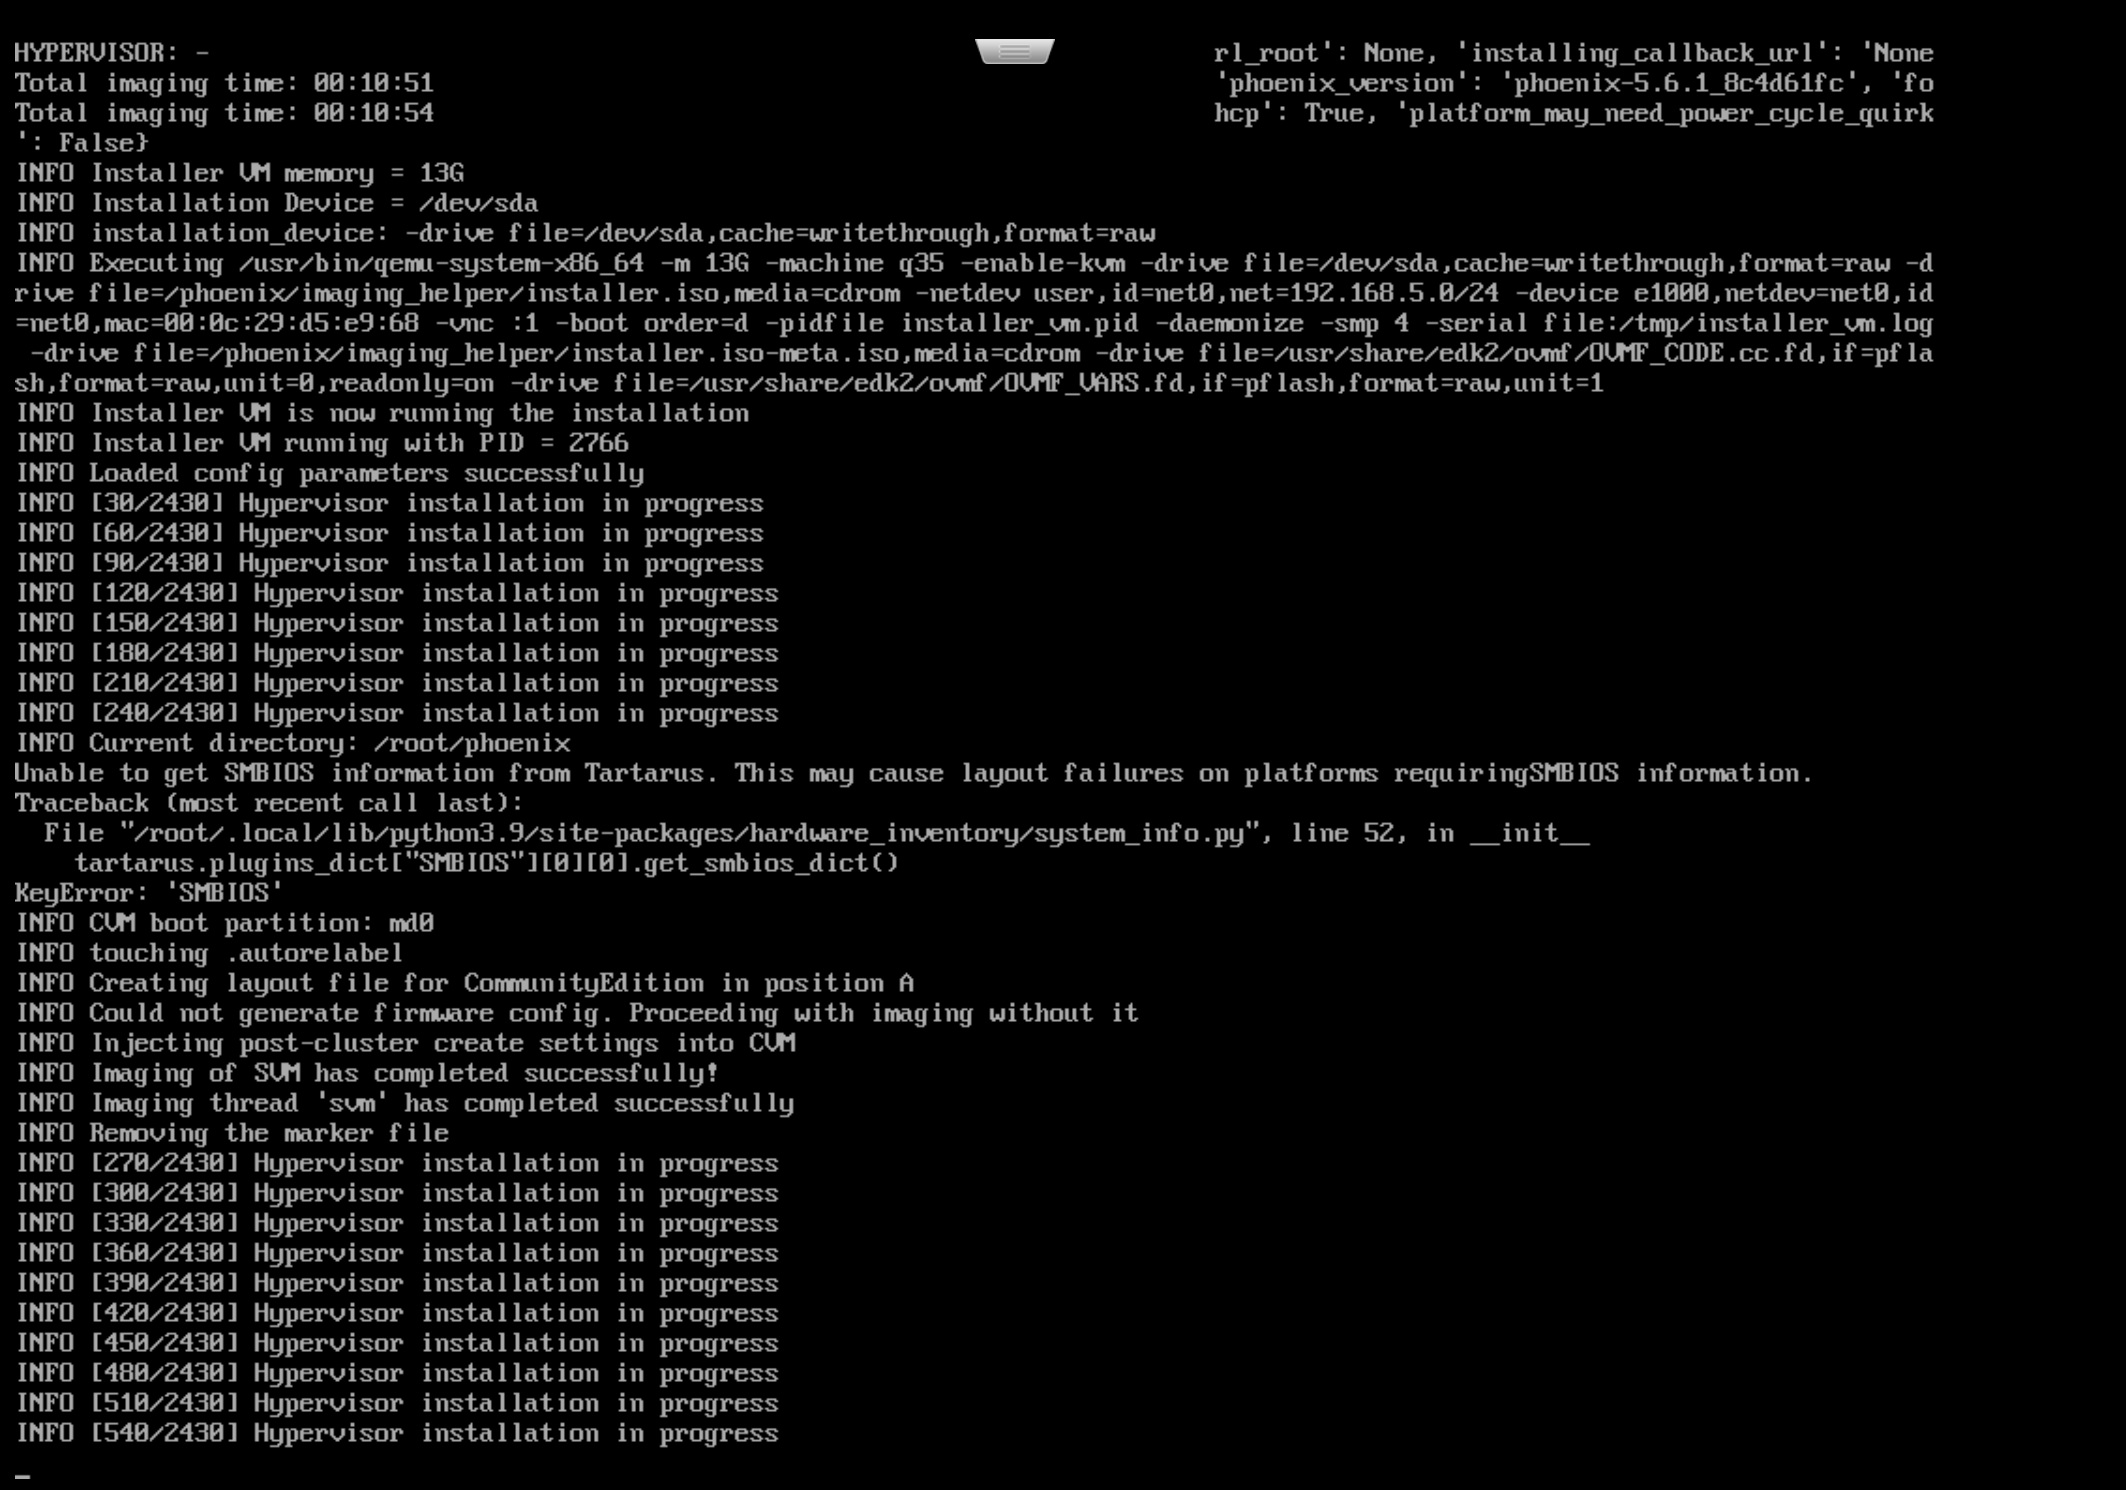 HYPERVISOR: - rl_root': None, 'installing_callback_url': 'None
Total imaging time: 00:10:51 'phoenix_version': 'phoenix-5.6.1_8c4d61fc', 'fo
Total imaging time: 00:10:54 hcp': True, 'platform_may_need_power_cycle_quirk
': False}
INFO Installer VM memory = 13G
INFO Installation Device = /dev/sda
INFO installation_device: -drive file=/dev/sda,cache=writethrough,format=raw
INFO Executing /usr/bin/qemu-system-x86_64 -m 13G -machine q35 -enable-kvm -drive file=/dev/sda,cache=writethrough,format=raw -d
rive file=/phoenix/imaging_helper/installer.iso,media=cdrom -netdev user,id=net0,net=192.168.5.0/24 -device e1000,netdev=net0,id
=net0,mac=00:0c:29:d5:e9:68 -vnc :1 -boot order=d -pidfile installer_vm.pid -daemonize -smp 4 -serial file:/tmp/installer_vm.log
-drive file=/phoenix/imaging_helper/installer.iso-meta.iso,media=cdrom -drive file=/usr/share/edk2/ovmf/OVMF_CODE.cc.fd,if=pfla
sh,format=raw,unit=0,readonly=on -drive file=/usr/share/edk2/ovmf/OVMF_VARS.fd,if=pflash,format=raw,unit=1
INFO Installer VM is now running the installation
INFO Installer VM running with PID = 2766
INFO Loaded config parameters successfully
INFO [30/2430] Hypervisor installation in progress
INFO [60/2430] Hypervisor installation in progress
INFO [90/2430] Hypervisor installation in progress
INFO [120/2430] Hypervisor installation in progress
INFO [150/2430] Hypervisor installation in progress
INFO [180/2430] Hypervisor installation in progress
INFO [210/2430] Hypervisor installation in progress
INFO [240/2430] Hypervisor installation in progress
INFO Current directory: /root/phoenix
Unable to get SMBIOS information from Tartarus. This may cause layout failures on platforms requiringSMBIOS information.
Traceback (most recent call last):
File "/root/.local/lib/python3.9/site-packages/hardware_inventory/system_info.py", line 52, in __init__
tartarus.plugins_dict["SMBIOS"][0][0].get_smbios_dict()
KeyError: 'SMBIOS'
INFO CVM boot partition: md0
INFO touching .autorelabel
INFO Creating layout file for CommunityEdition in position A
INFO Could not generate firmware config. Proceeding with imaging without it
INFO Injecting post-cluster create settings into CVM
INFO Imaging of SVM has completed successfully!
INFO Imaging thread 'svm' has completed successfully
INFO Removing the marker file
INFO [270/2430] Hypervisor installation in progress
INFO [300/2430] Hypervisor installation in progress
INFO [330/2430] Hypervisor installation in progress
INFO [360/2430] Hypervisor installation in progress
INFO [390/2430] Hypervisor installation in progress
INFO [420/2430] Hypervisor installation in progress
INFO [450/2430] Hypervisor installation in progress
INFO [480/2430] Hypervisor installation in progress
INFO [510/2430] Hypervisor installation in progress
INFO [540/2430] Hypervisor installation in progress